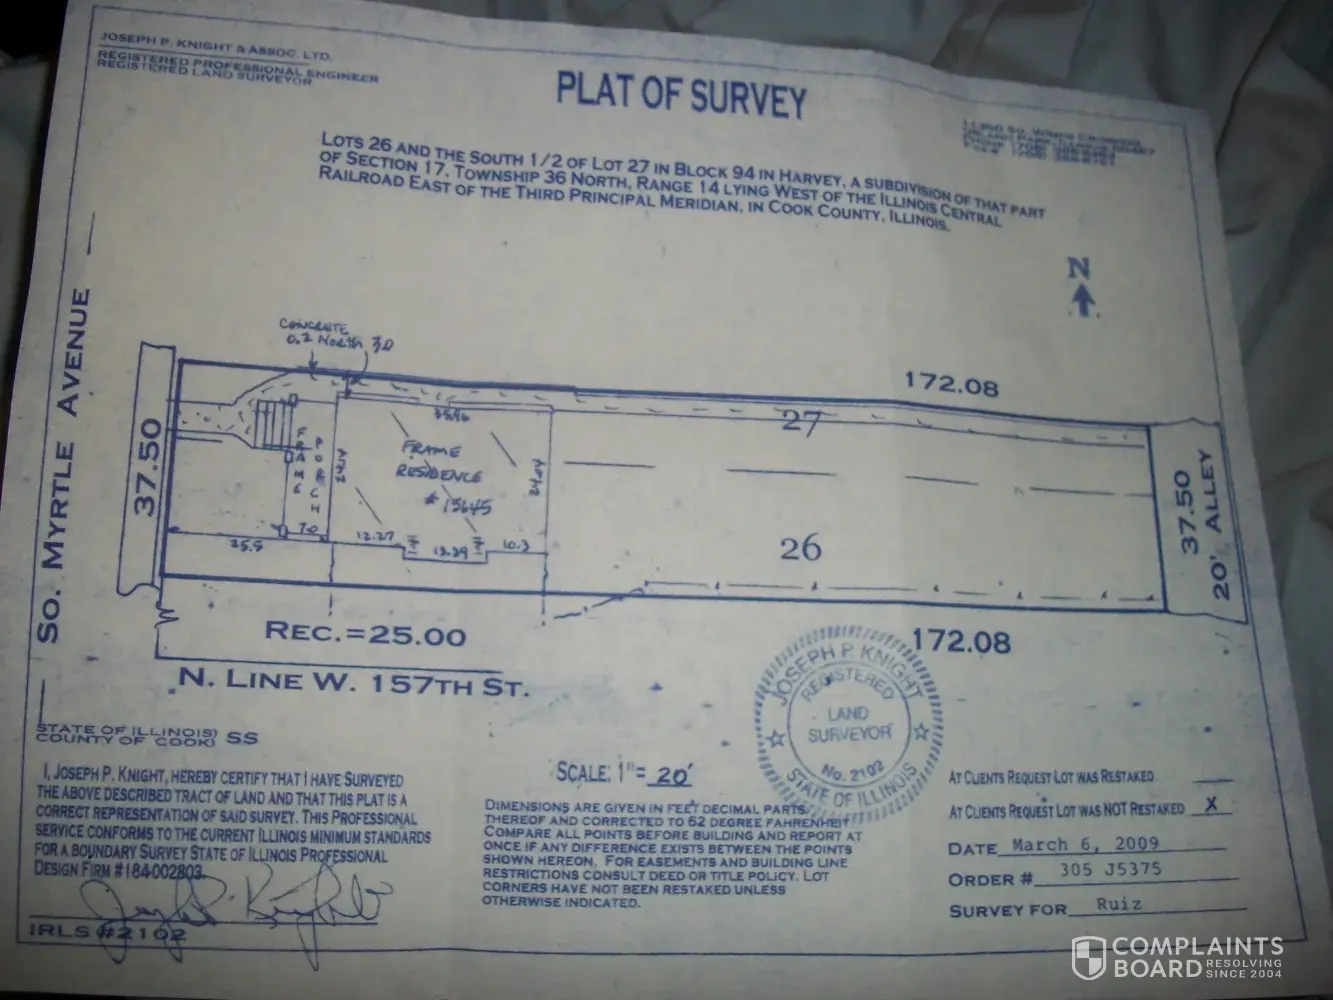 JOSEPH P. KNIGHT & ASSOC. LTD.
REGISTERED PROFESSIONAL ENGINEER
REGISTERED LAND SURVEYOR
PLAT OF SURVEY
LOTS 26 AND THE SOUTH 1/2 OF LOT 27 IN BLOCK 94 IN HARVEY, A SUBDIVISION OF THAT PART
OF SECTION 17, TOWNSHIP 36 NORTH, RANGE 14 LYING WEST OF THE ILLINOIS CENTRAL
RAILROAD EAST OF THE THIRD PRINCIPAL MERIDIAN, IN COOK COUNTY, ILLINOIS.
N
SO. MYRTLE AVENUE
CONCRETE
0.2 NORTH
172.08
37.50
27
FRAME
RESIDENCE
# 15645
FRAME
PORCH
24.04
7.0
25.5
12.27
10.3
26
37.50
20' ALLEY
REC.=25.00
172.08
N. LINE W. 157TH ST.
JOSEPH P. KNIGHT
REGISTERED
LAND
SURVEYOR
No. 2102
STATE OF ILLINOIS
STATE OF ILLINOIS)
COUNTY OF COOK) SS
I, JOSEPH P. KNIGHT, HEREBY CERTIFY THAT I HAVE SURVEYED
THE ABOVE DESCRIBED TRACT OF LAND AND THAT THIS PLAT IS A
CORRECT REPRESENTATION OF SAID SURVEY. THIS PROFESSIONAL
SERVICE CONFORMS TO THE CURRENT ILLINOIS MINIMUM STANDARDS
FOR A BOUNDARY SURVEY STATE OF ILLINOIS PROFESSIONAL
DESIGN FIRM #184-002803.
IRLS #2102
SCALE: 1"= 20'
DIMENSIONS ARE GIVEN IN FEET DECIMAL PARTS
THEREOF AND CORRECTED TO 62 DEGREE FAHRENHEIT
COMPARE ALL POINTS BEFORE BUILDING AND REPORT AT
ONCE IF ANY DIFFERENCE EXISTS BETWEEN THE POINTS
SHOWN HEREON. FOR EASEMENTS AND BUILDING LINE
RESTRICTIONS CONSULT DEED OR TITLE POLICY. LOT
CORNERS HAVE NOT BEEN RESTAKED UNLESS
OTHERWISE INDICATED.
AT CLIENTS REQUEST LOT WAS RESTAKED
AT CLIENTS REQUEST LOT WAS NOT RESTAKED X
DATE March 6, 2009
ORDER # 305 J5375
SURVEY FOR Ruiz
COMPLAINTS
BOARD RESOLVING
SINCE 2004